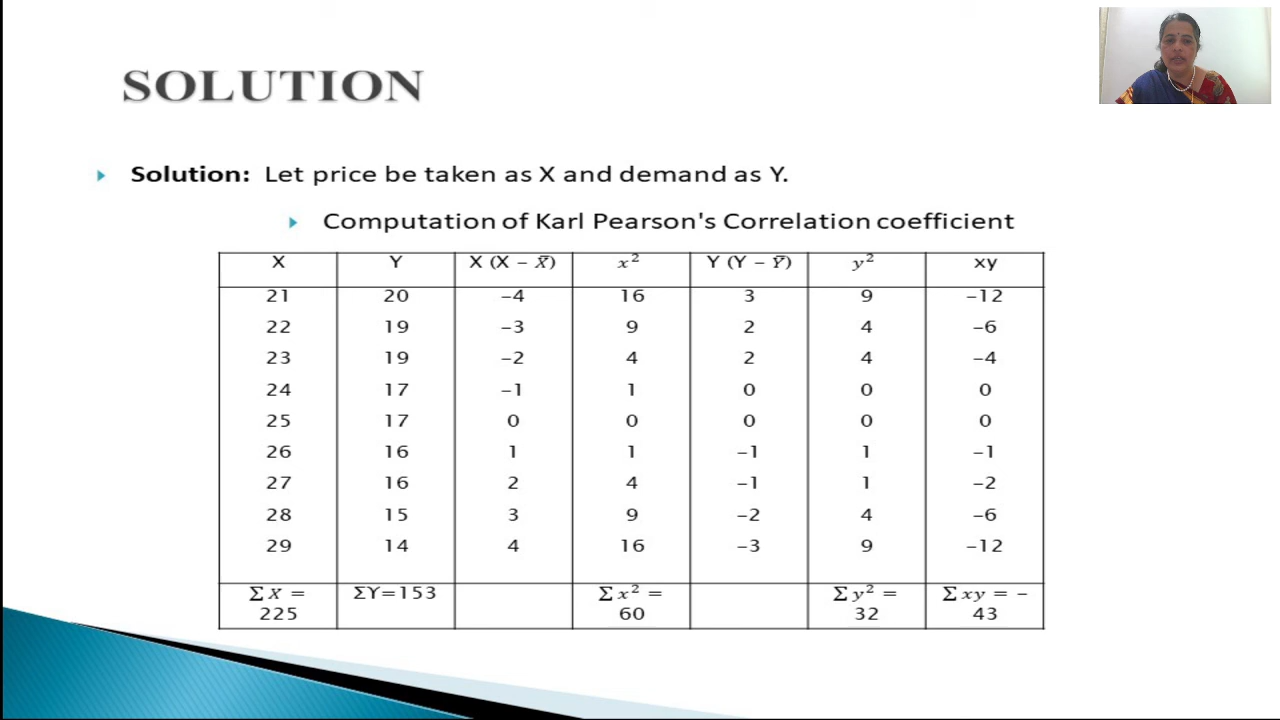 SOLUTION
Solution: Let price be taken as X and demand as Y.
Computation of Karl Pearson's Correlation coefficient
X Y X (X − X̄) x² Y (Y − Ȳ) y² xy
21 20 −4 16 3 9 −12
22 19 −3 9 2 4 −6
23 19 −2 4 2 4 −4
24 17 −1 1 0 0 0
25 17 0 0 0 0 0
26 16 1 1 −1 1 −1
27 16 2 4 −1 1 −2
28 15 3 9 −2 4 −6
29 14 4 16 −3 9 −12
∑ X = ΣY=153 ∑ x² = ∑ y² = ∑ xy = −
225 60 32 43